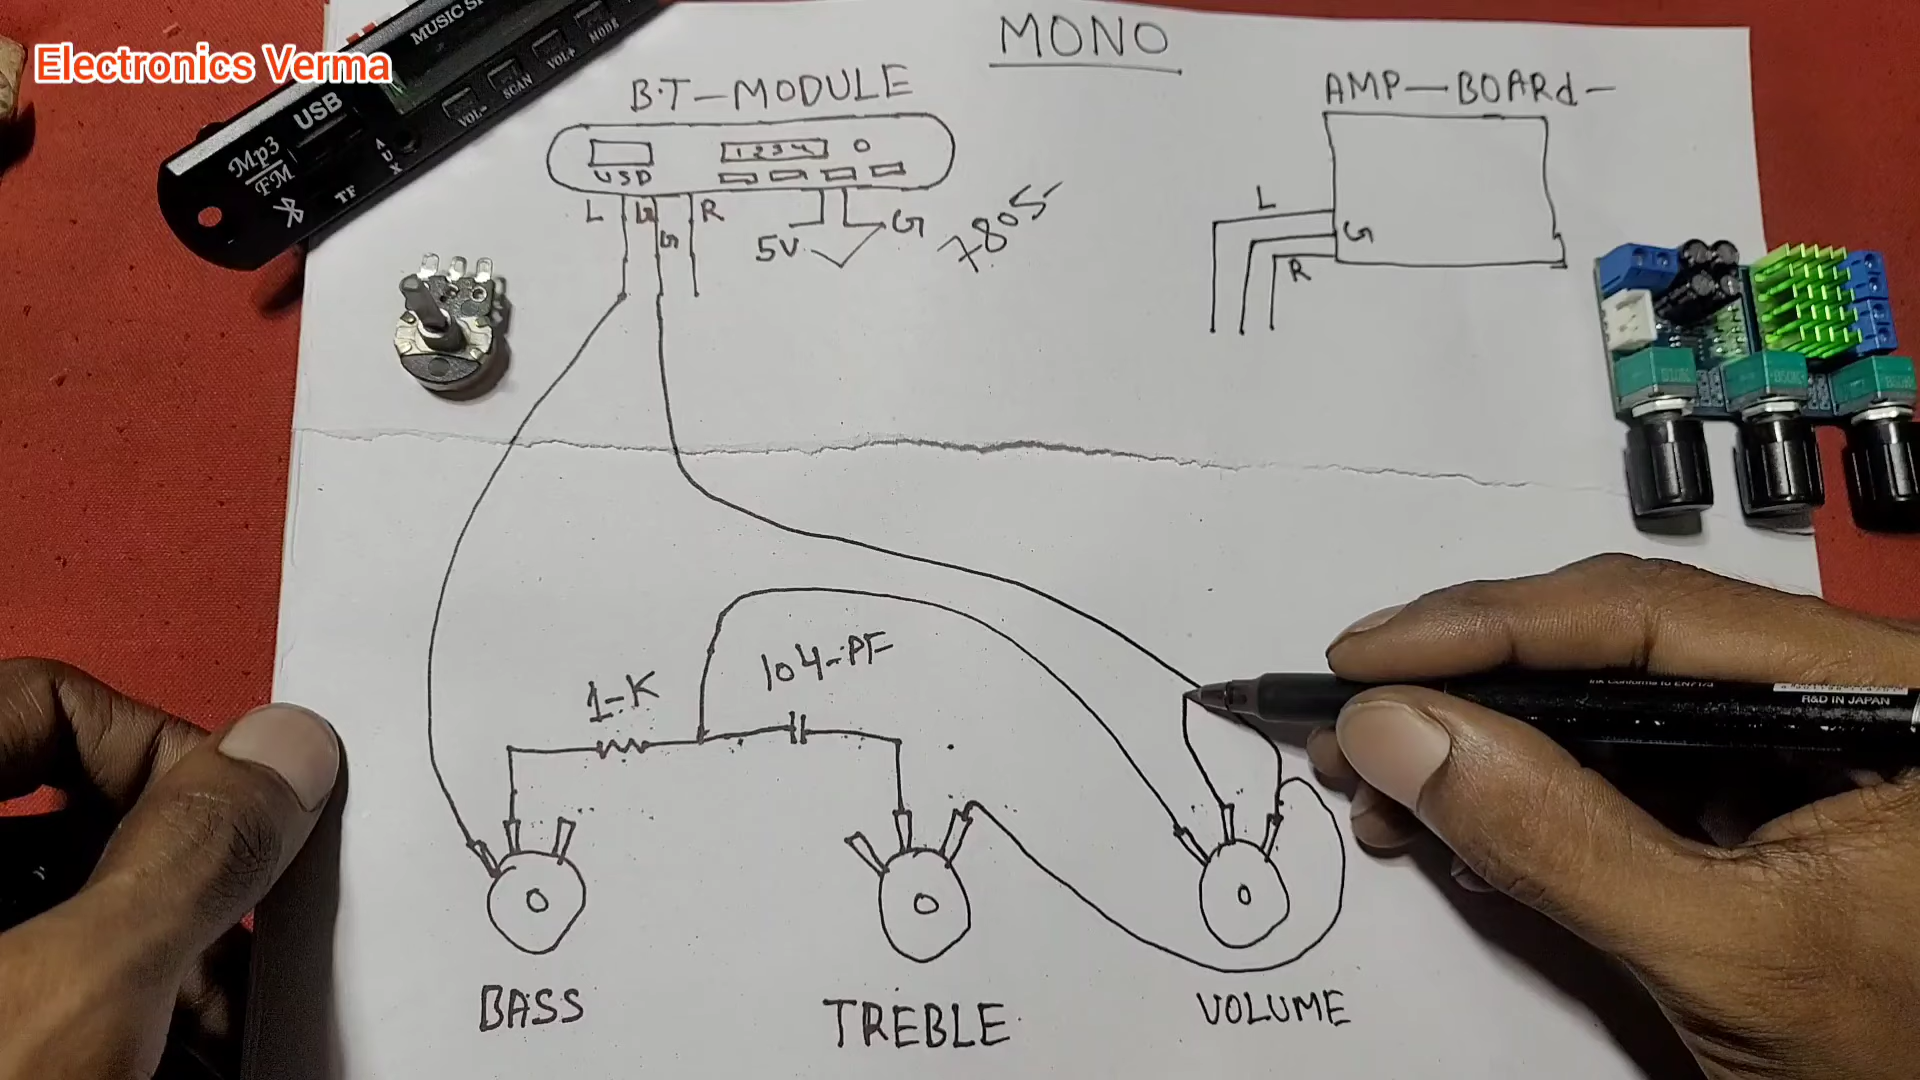 Electronics Verma
MUSIC
VOL-
SCAN
VOL+
MODE
USB
Mp3
FM
TF
AUX
MONO
B.T-MODULE
USD
1234
L
G
R
5V
G
7805
AMP-BOARd-
L
G
R
1-K
104-PF
R&D IN JAPAN
BASS
TREBLE
VOLUME